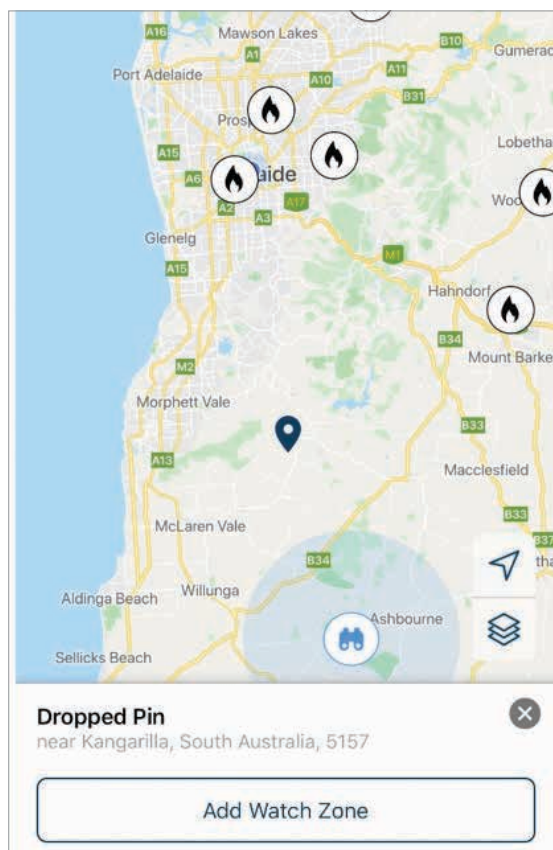 A16
Mawson Lakes
A1
B10
Gumerac
Port Adelaide
A10
A11
B31
Prosp
Lobetha
A15
A6
aide
A2
A17
Woo
A3
Glenelg
M1
A15
Hahndorf
B34
M2
Mount Barke
Morphett Vale
B33
A13
Macclesfield
B33
McLaren Vale
B37
B34
tha
Willunga
Aldinga Beach
Ashbourne
Sellicks Beach
Dropped Pin
near Kangarilla, South Australia, 5157
Add Watch Zone